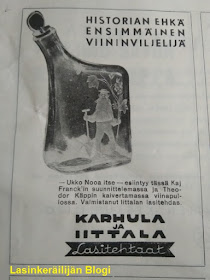 HISTORIAN EHKÄ
ENSIMMÄINEN
VIININVILJELIJÄ
—Ukko Nooa itse—esiintyy tässä Kaj
Franck'in suunnittelemassa ja Theo-
dor Käppin kaivertamassa viinapul-
lossa. Valmistanut Iittalan lasitehdas.
KARHULA
JA
IITTALA
Lasitehtaat
Lasinkeräilijän Blogi